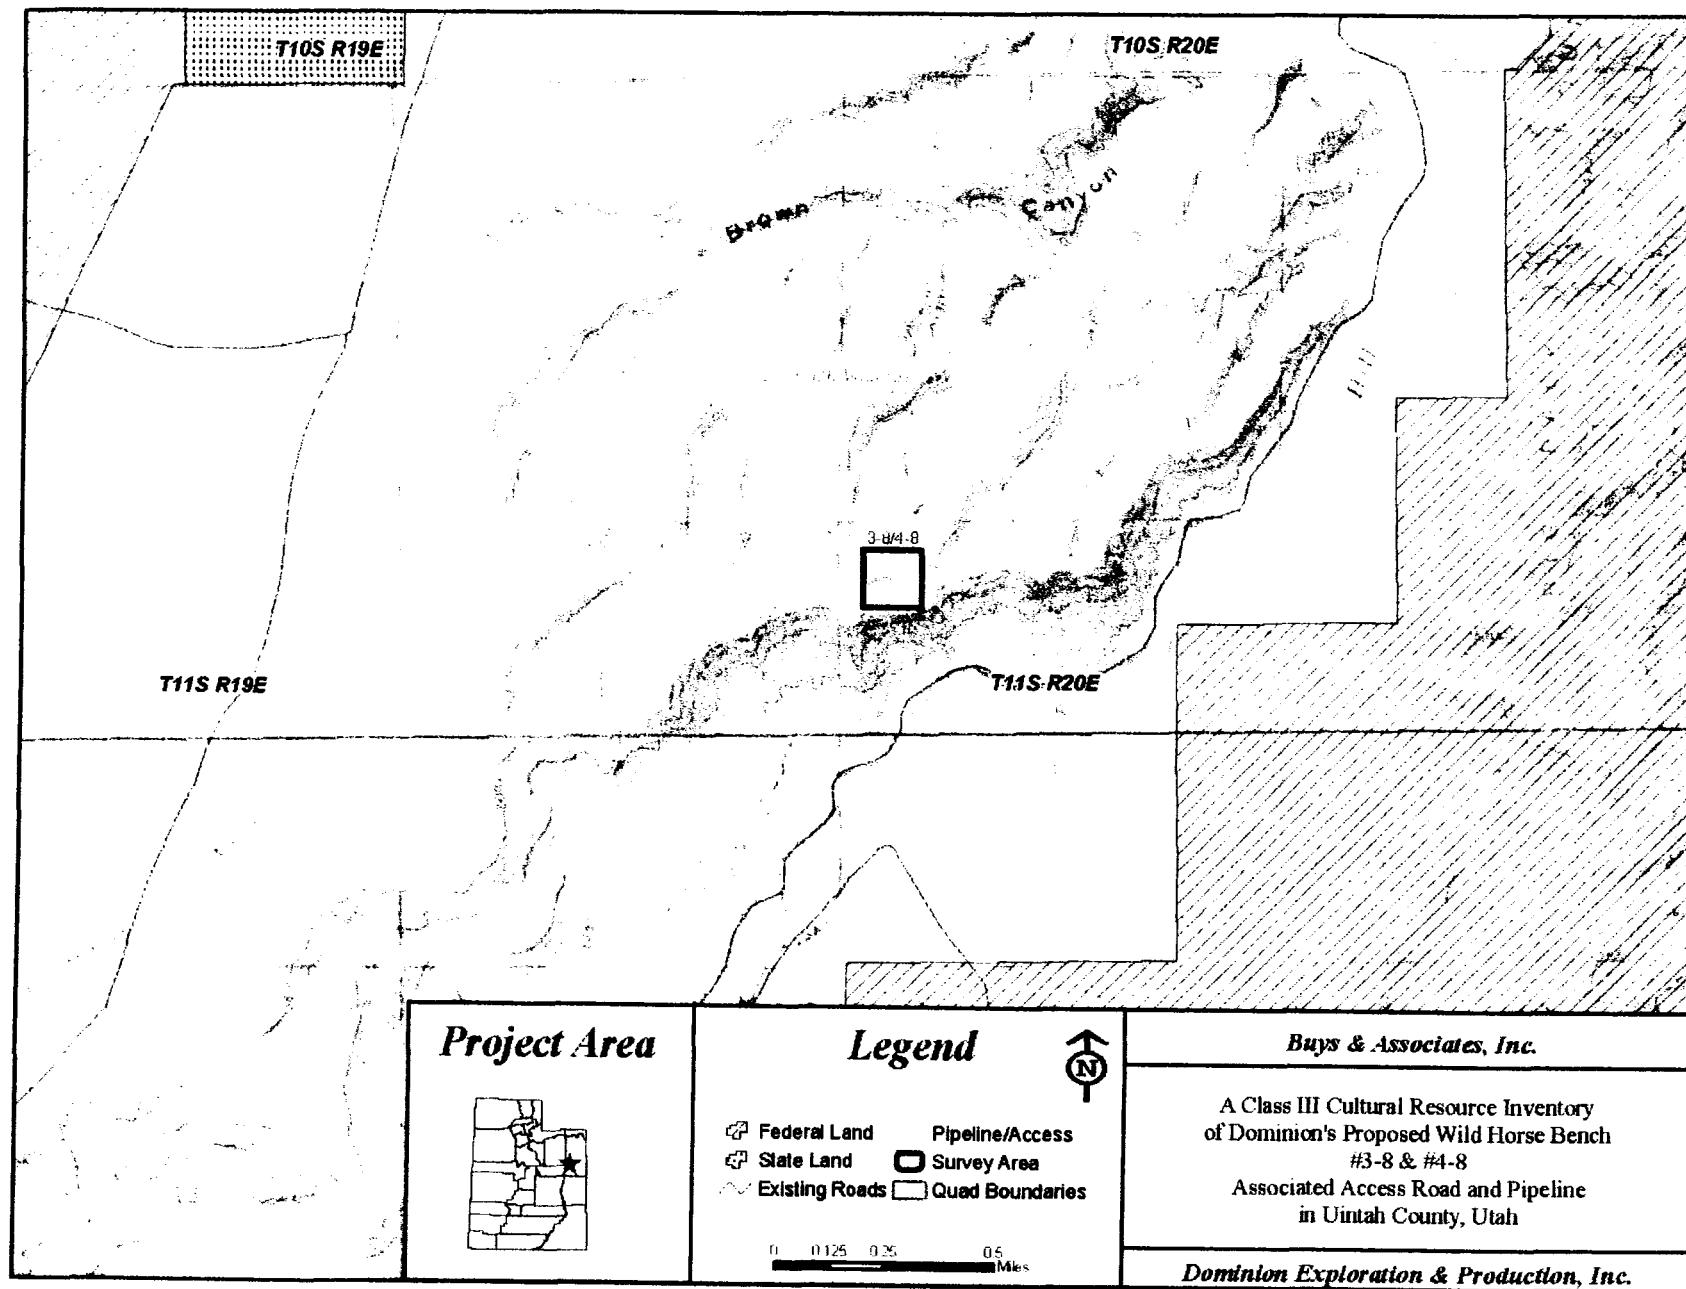 T10S R19E
T10S R20E
Brown Canyon
3-8/4-8
T11S R19E
T11S R20E
Project Area
Legend
N
Federal Land
Pipeline/Access
State Land
Survey Area
Existing Roads
Quad Boundaries
0 0.125 0.25 0.5
Miles
Buys & Associates, Inc.
A Class III Cultural Resource Inventory
of Dominion's Proposed Wild Horse Bench
#3-8 & #4-8
Associated Access Road and Pipeline
in Uintah County, Utah
Dominion Exploration & Production, Inc.